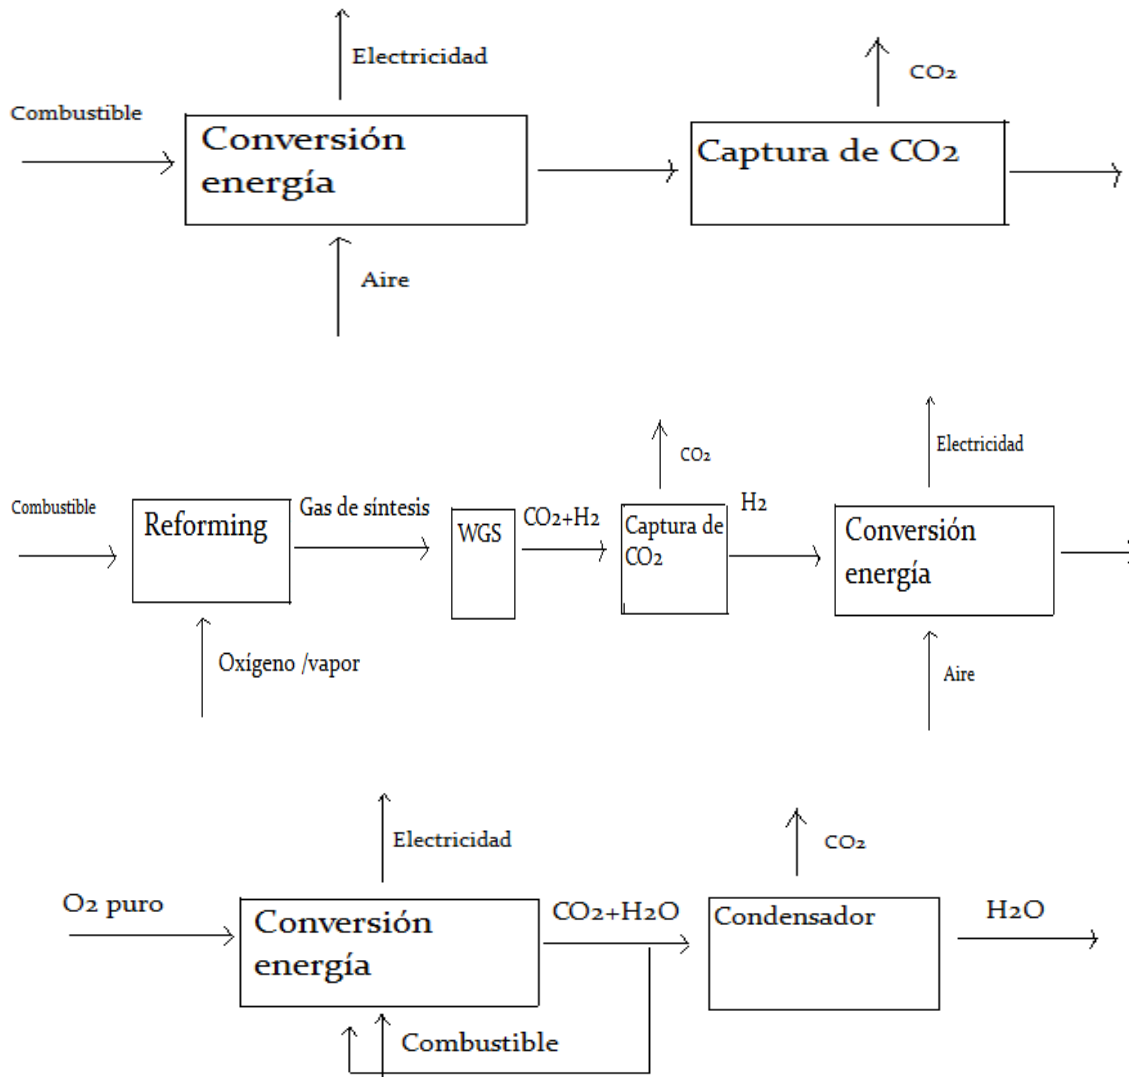 Electricidad
CO2
Combustible
Conversión
energía
Captura de CO2
Aire
Electricidad
CO2
Combustible
Reforming
Gas de síntesis
WGS
CO2+H2
Captura de
CO2
H2
Conversión
energía
Oxígeno /vapor
Aire
Electricidad
CO2
O2 puro
Conversión
energía
CO2+H2O
Condensador
H2O
Combustible